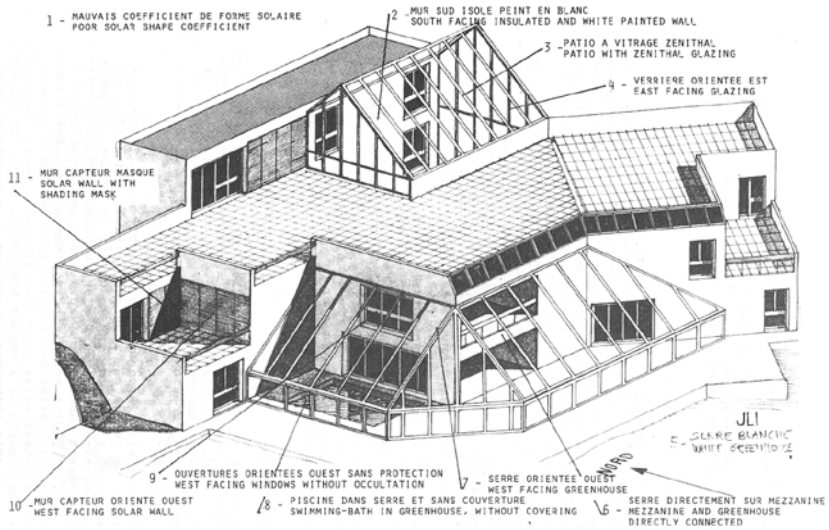 1 - MAUVAIS COEFFICIENT DE FORME SOLAIRE
POOR SOLAR SHAPE COEFFICIENT
2 - MUR SUD ISOLE PEINT EN BLANC
SOUTH FACING INSULATED AND WHITE PAINTED WALL
3 - PATIO A VITRAGE ZENITHAL
PATIO WITH ZENITHAL GLAZING
4 - VERRIERE ORIENTEE EST
EAST FACING GLAZING
11 - MUR CAPTEUR MASQUE
SOLAR WALL WITH
SHADING MASK
JLI
5 - SERRE BLANCHE
WHITE GREENHOUSE
NORD
9 - OUVERTURES ORIENTEES OUEST SANS PROTECTION
WEST FACING WINDOWS WITHOUT OCCULTATION
7 - SERRE ORIENTEE OUEST
WEST FACING GREENHOUSE
10 - MUR CAPTEUR ORIENTE OUEST
WEST FACING SOLAR WALL
8 - PISCINE DANS SERRE ET SANS COUVERTURE
SWIMMING-BATH IN GREENHOUSE, WITHOUT COVERING
6 - SERRE DIRECTEMENT SUR MEZZANINE
MEZZANINE AND GREENHOUSE
DIRECTLY CONNECTED